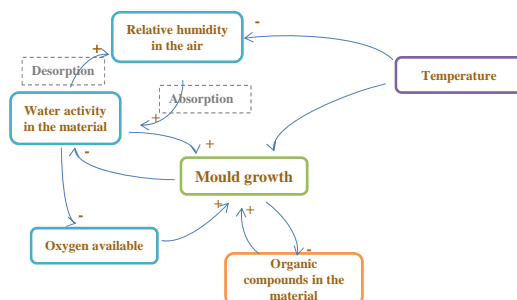 Relative humidity
in the air
-
+
Desorption
Temperature
Absorption
Water activity
in the material
+
+
-
Mould growth
+
+
-
Oxygen available
-
Organic
compounds in the
material